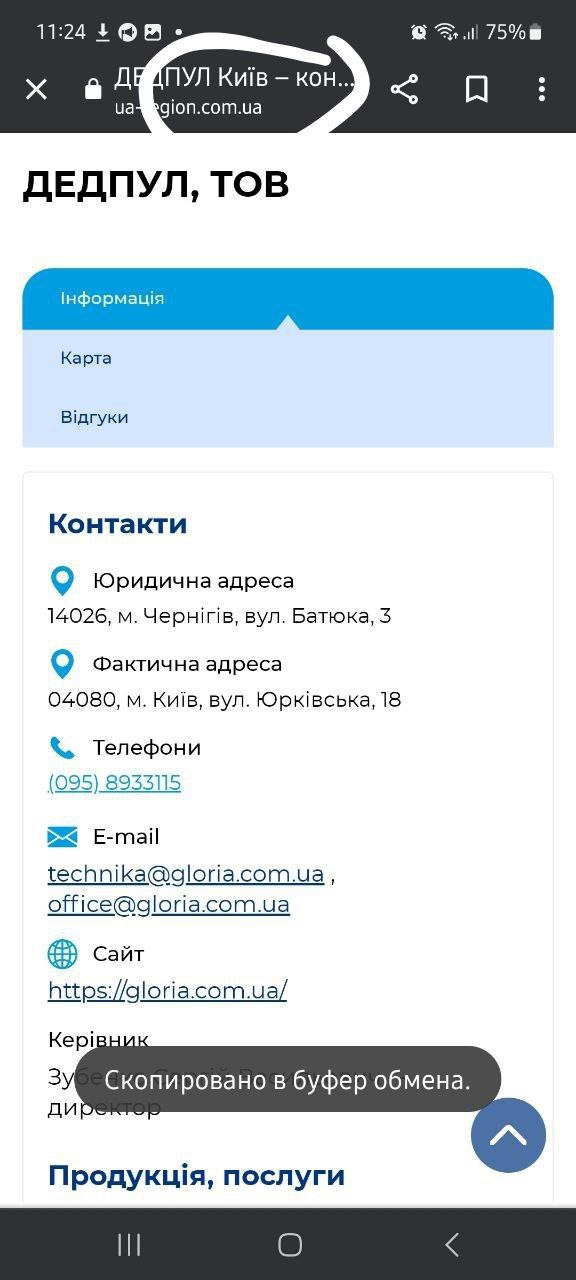 11:24
75%
ДЕДПУЛ Київ – кон...
ua-region.com.ua
ДЕДПУЛ, ТОВ
Інформація
Карта
Відгуки
Контакти
Юридична адреса
14026, м. Чернігів, вул. Батюка, 3
Фактична адреса
04080, м. Київ, вул. Юрківська, 18
Телефони
(095) 8933115
E-mail
technika@gloria.com.ua ,
office@gloria.com.ua
Сайт
https://gloria.com.ua/
Керівник
Скопировано в буфер обмена.
директор
Продукція, послуги